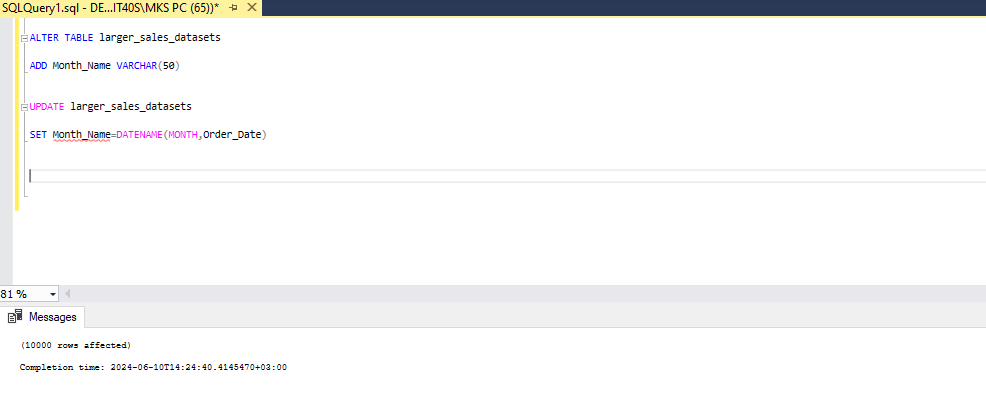 SQLQuery1.sql - DE...IT40S\MKS PC (65))*
ALTER TABLE larger_sales_datasets
ADD Month_Name VARCHAR(50)
UPDATE larger_sales_datasets
SET Month_Name=DATENAME(MONTH,Order_Date)
81 %
Messages
(10000 rows affected)
Completion time: 2024-06-10T14:24:40.4145470+03:00